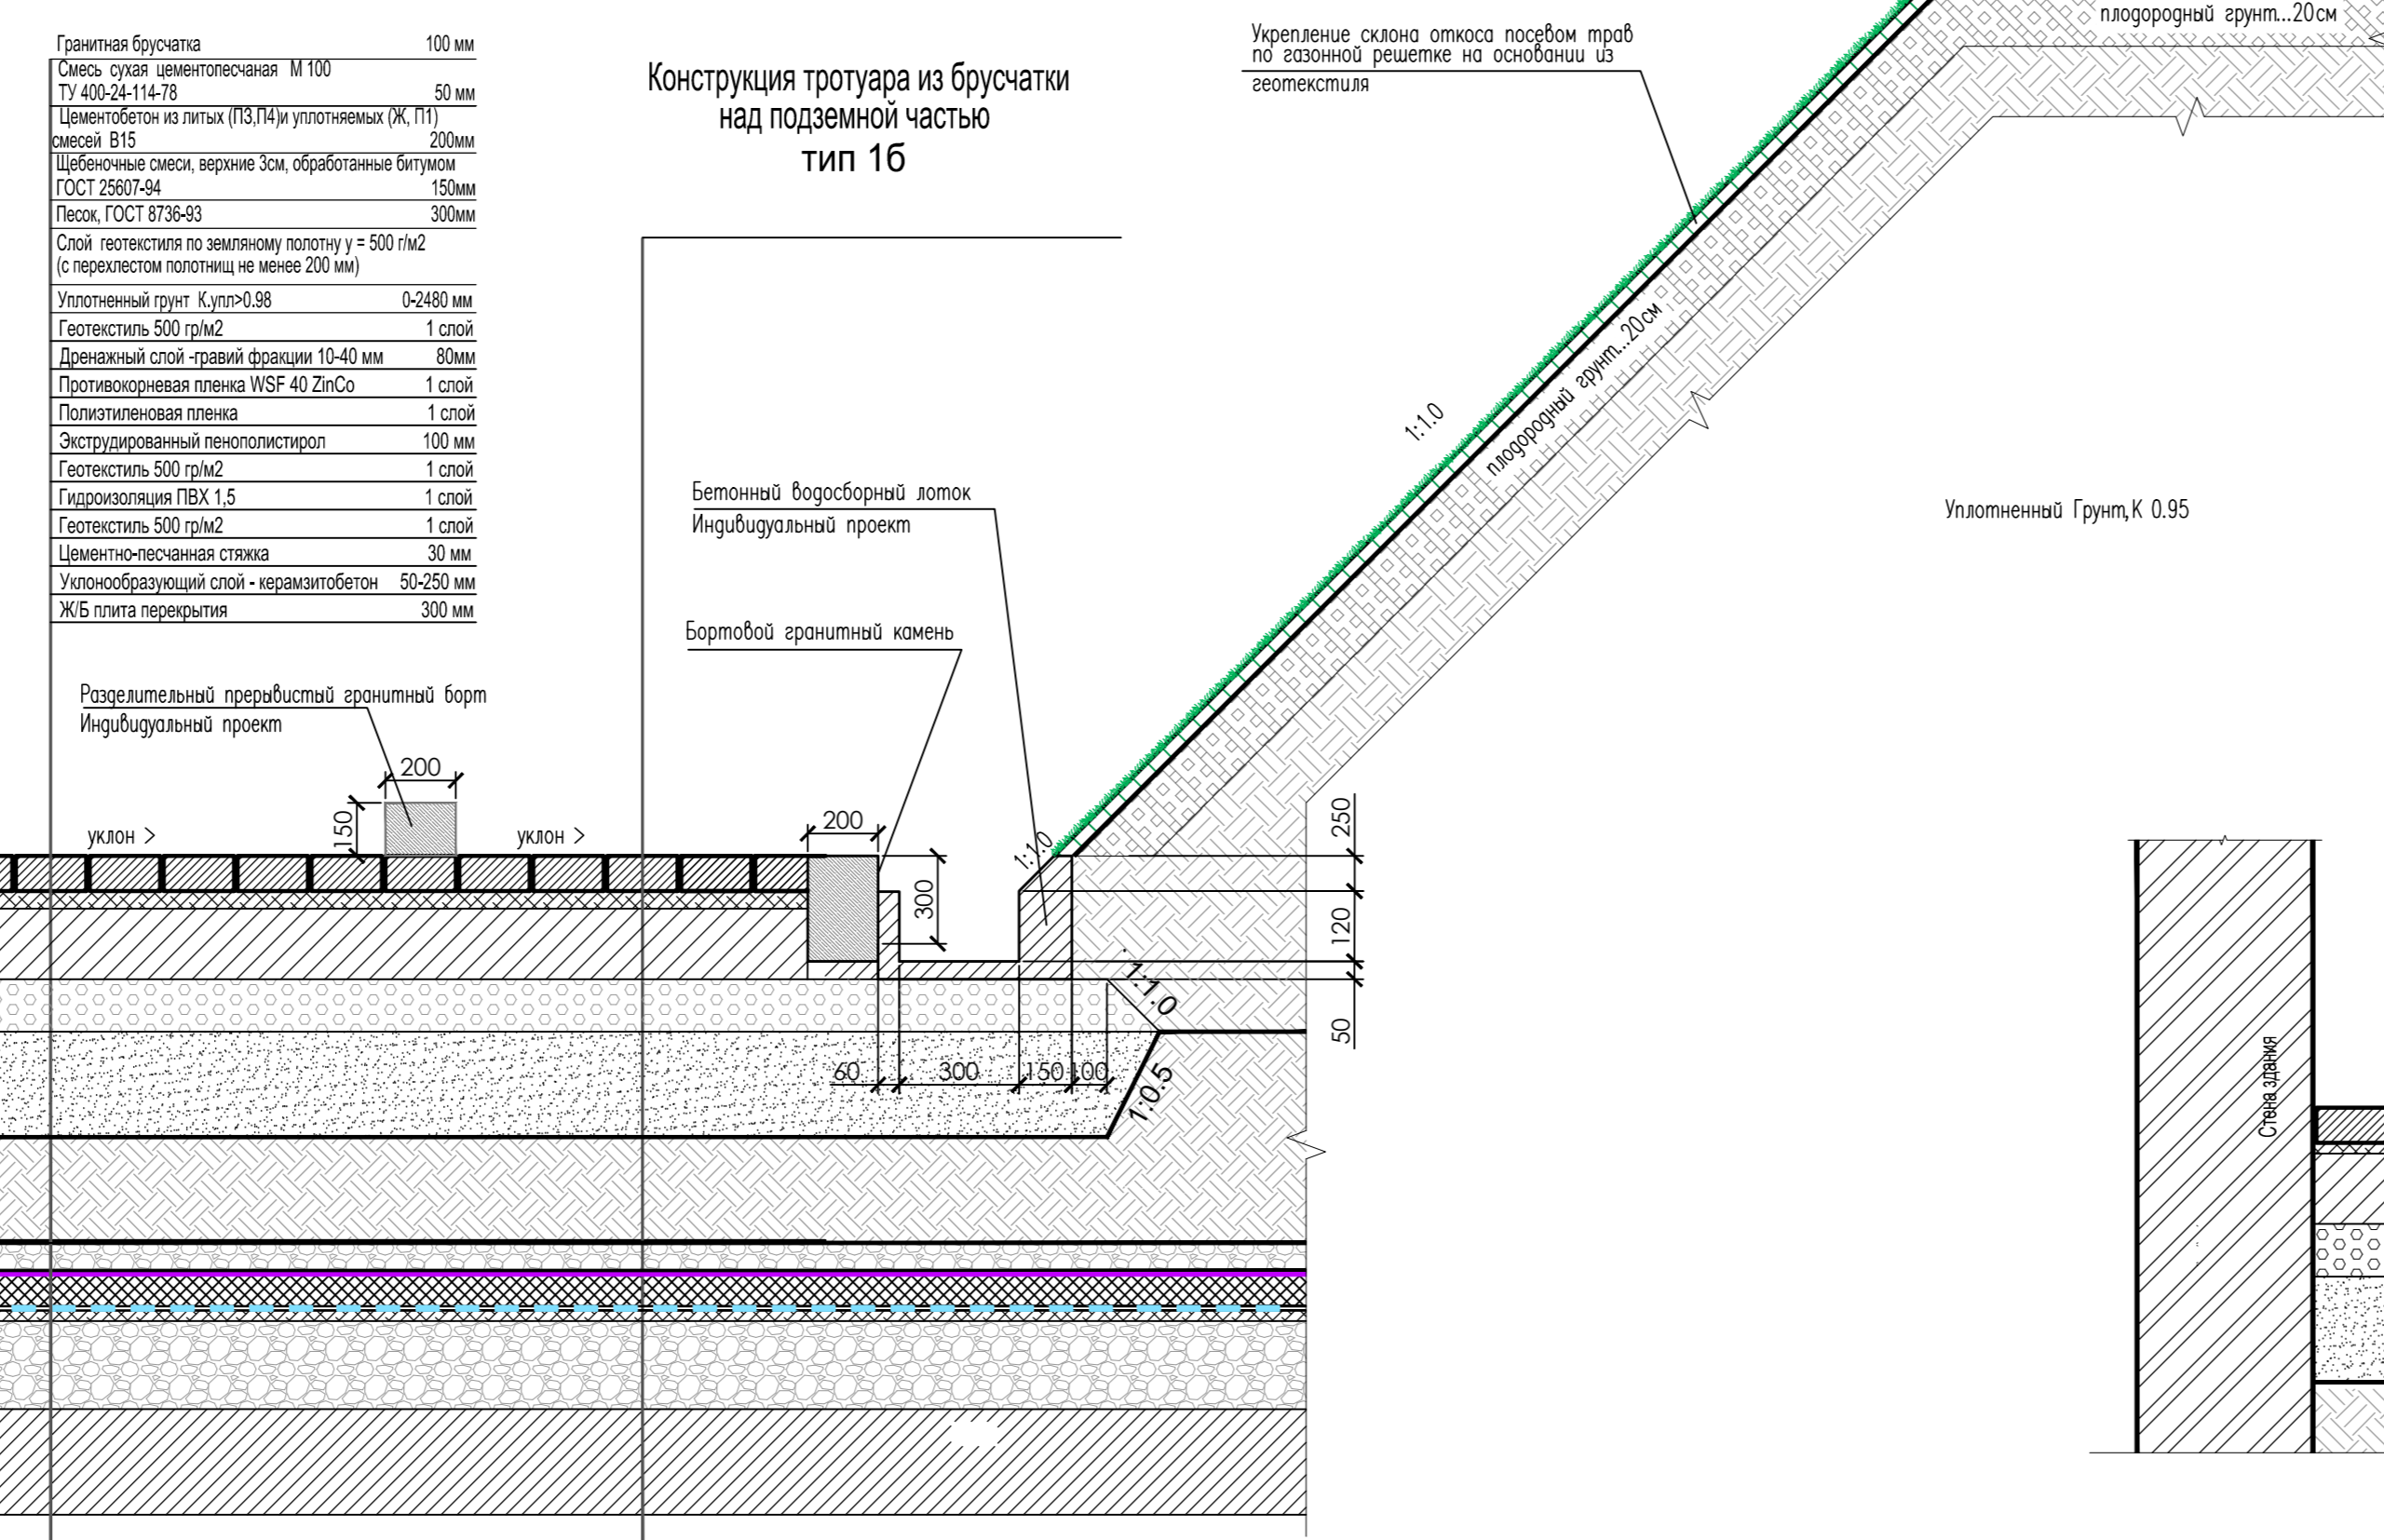 Гранитная брусчатка 100 мм
Смесь сухая цементопесчаная М 100
ТУ 400-24-114-78 50 мм
Цементобетон из литых (П3,П4)и уплотняемых (Ж, П1)
смесей В15 200мм
Щебеночные смеси, верхние 3см, обработанные битумом
ГОСТ 25607-94 150мм
Песок, ГОСТ 8736-93 300мм
Слой геотекстиля по земляному полотну y = 500 г/м2
(с перехлестом полотнищ не менее 200 мм)
Уплотненный грунт К.упл>0.98 0-2480 мм
Геотекстиль 500 гр/м2 1 слой
Дренажный слой -гравий фракции 10-40 мм 80мм
Противокорневая пленка WSF 40 ZinCo 1 слой
Полиэтиленовая пленка 1 слой
Экструдированный пенополистирол 100 мм
Геотекстиль 500 гр/м2 1 слой
Гидроизоляция ПВХ 1,5 1 слой
Геотекстиль 500 гр/м2 1 слой
Цементно-песчанная стяжка 30 мм
Уклонообразующий слой - керамзитобетон 50-250 мм
Ж/Б плита перекрытия 300 мм
Конструкция тротуара из брусчатки
над подземной частью
тип 1б
Укрепление склона откоса посевом трав
по газонной решетке на основании из
геотекстиля
плодородный грунт...20см
плодородный грунт...20см
1:1.0
Уплотненный Грунт,К 0.95
Бетонный водосборный лоток
Индивидуальный проект
Бортовой гранитный камень
Разделительный прерывистый гранитный борт
Индивидуальный проект
200
150
уклон >
уклон >
200
300
1:1.0
250
120
50
1:1.0
60
300
150
100
1:0.5
Стена здания